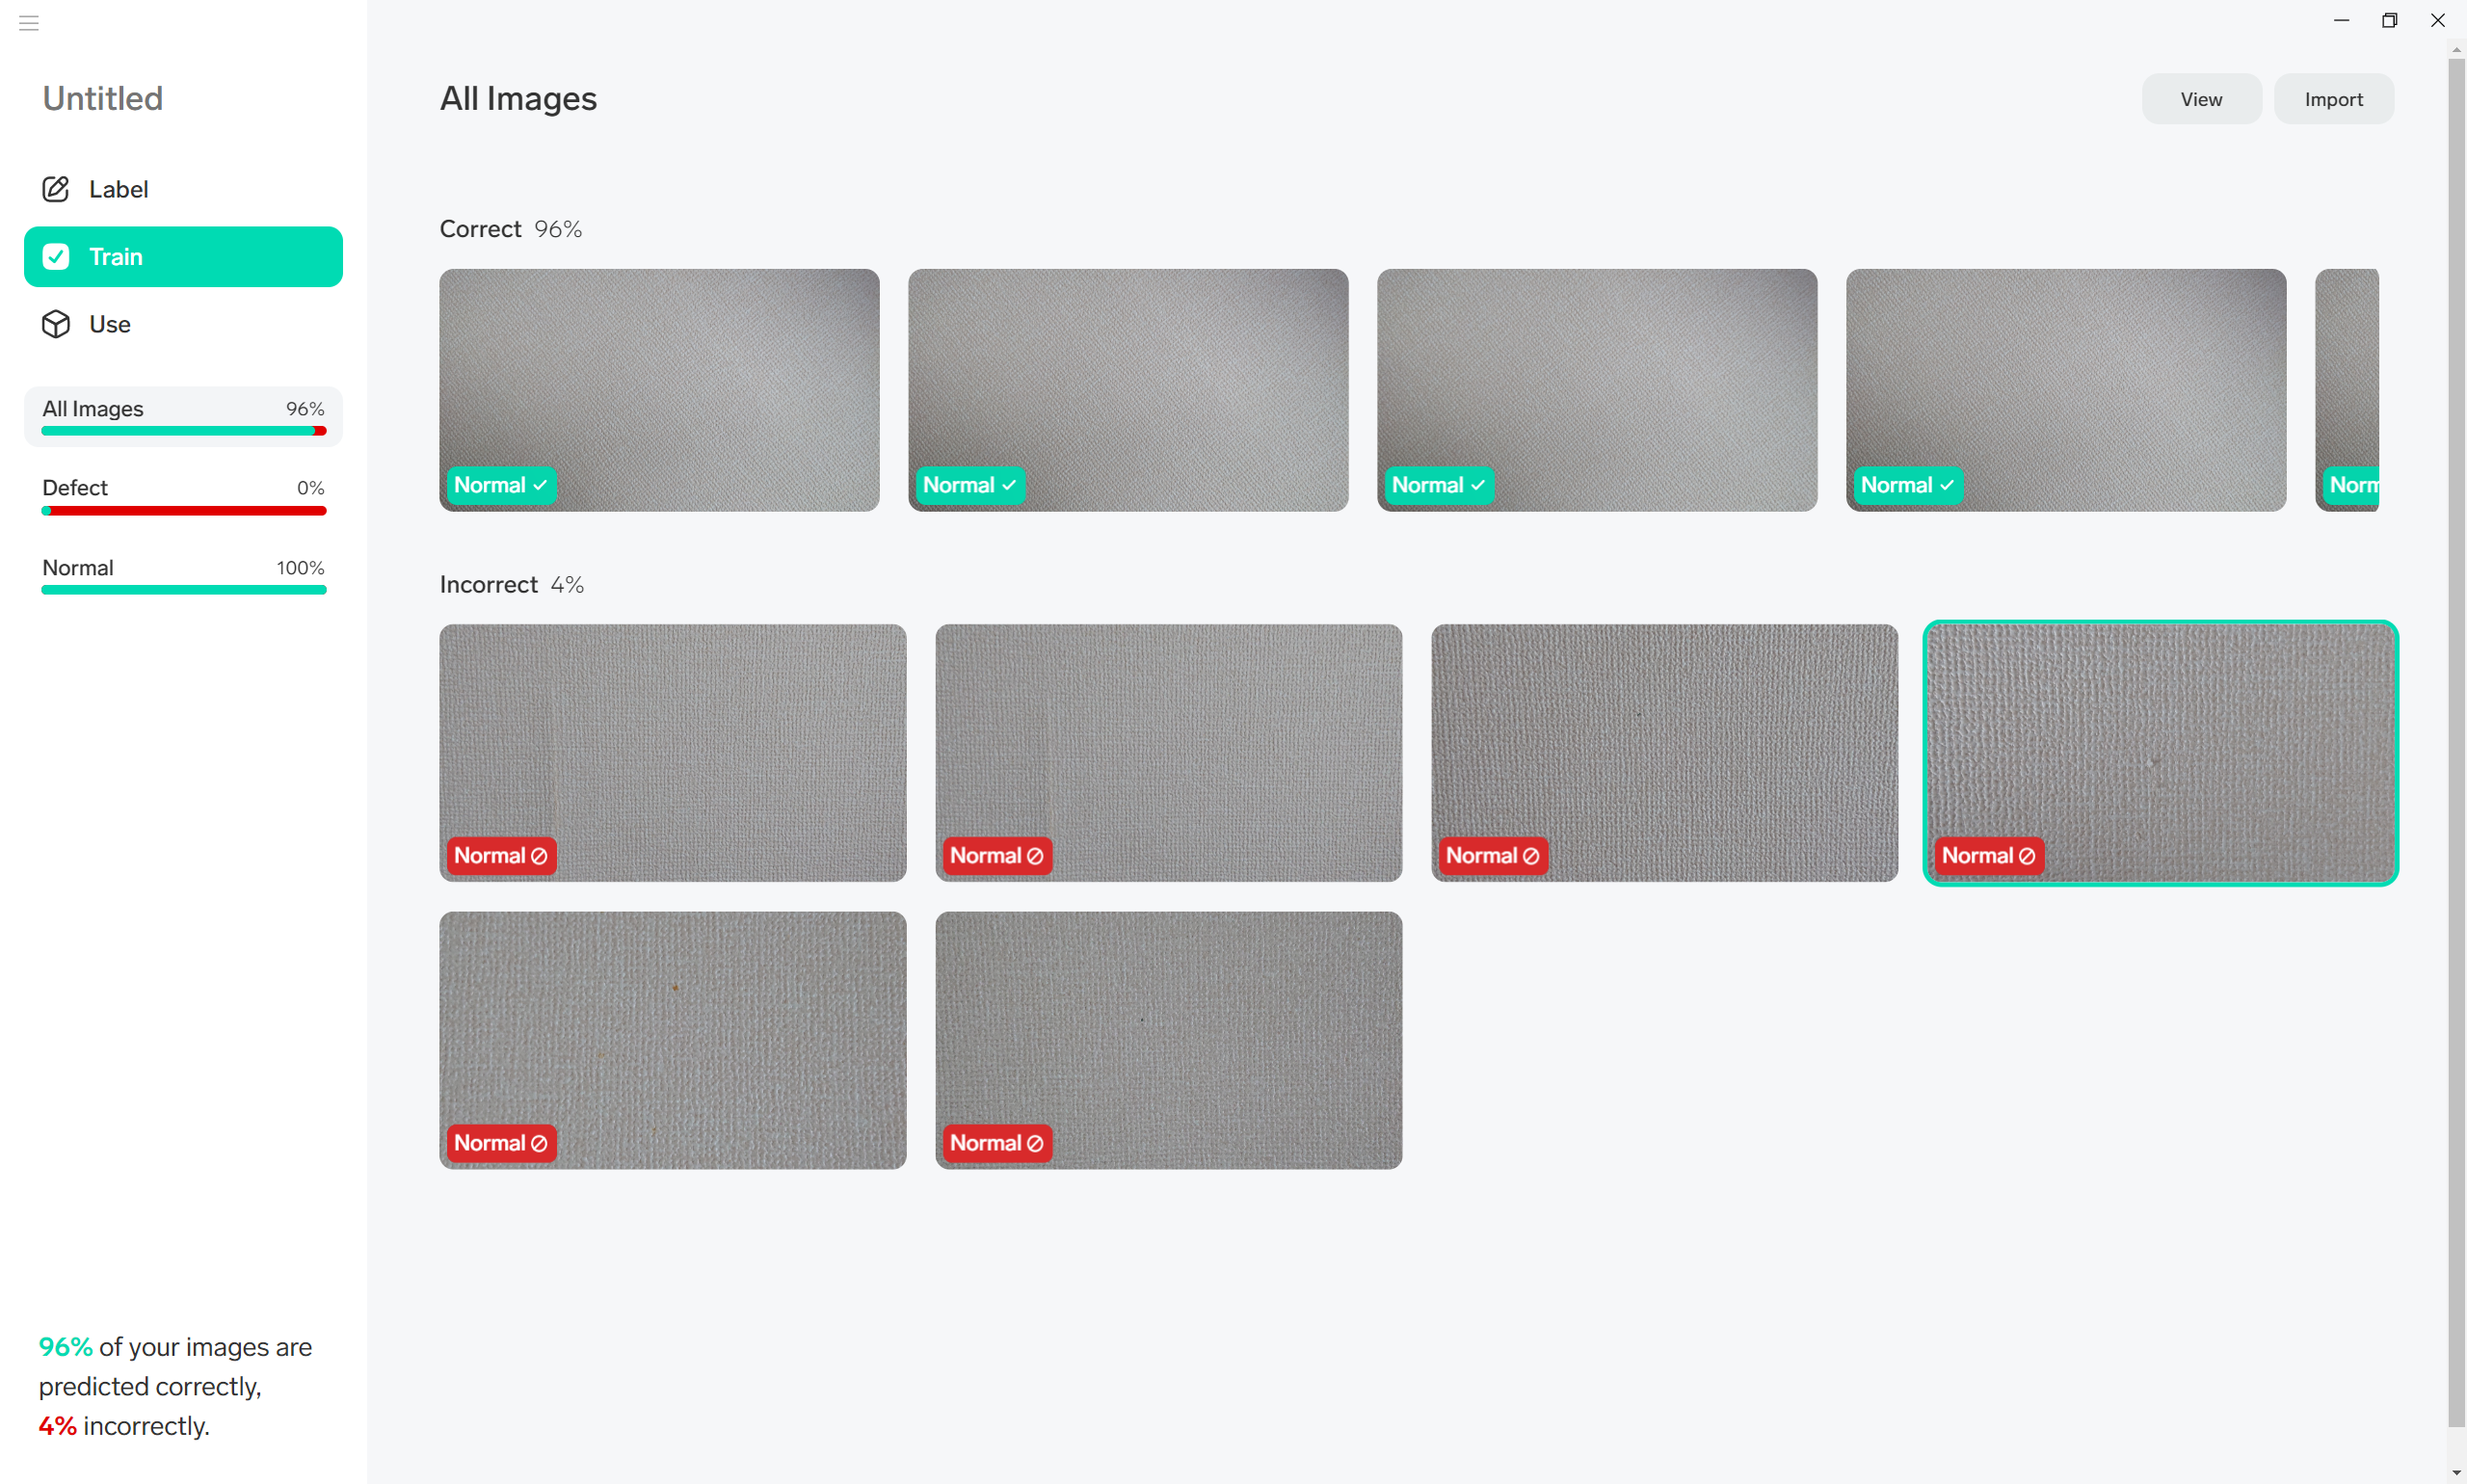 Untitled
Label
Train
Use
All Images 96%
Defect 0%
Normal 100%
96% of your images are
predicted correctly,
4% incorrectly.
All Images
View
Import
Correct 96%
Normal
Normal
Normal
Normal
Norm
Incorrect 4%
Normal
Normal
Normal
Normal
Normal
Normal